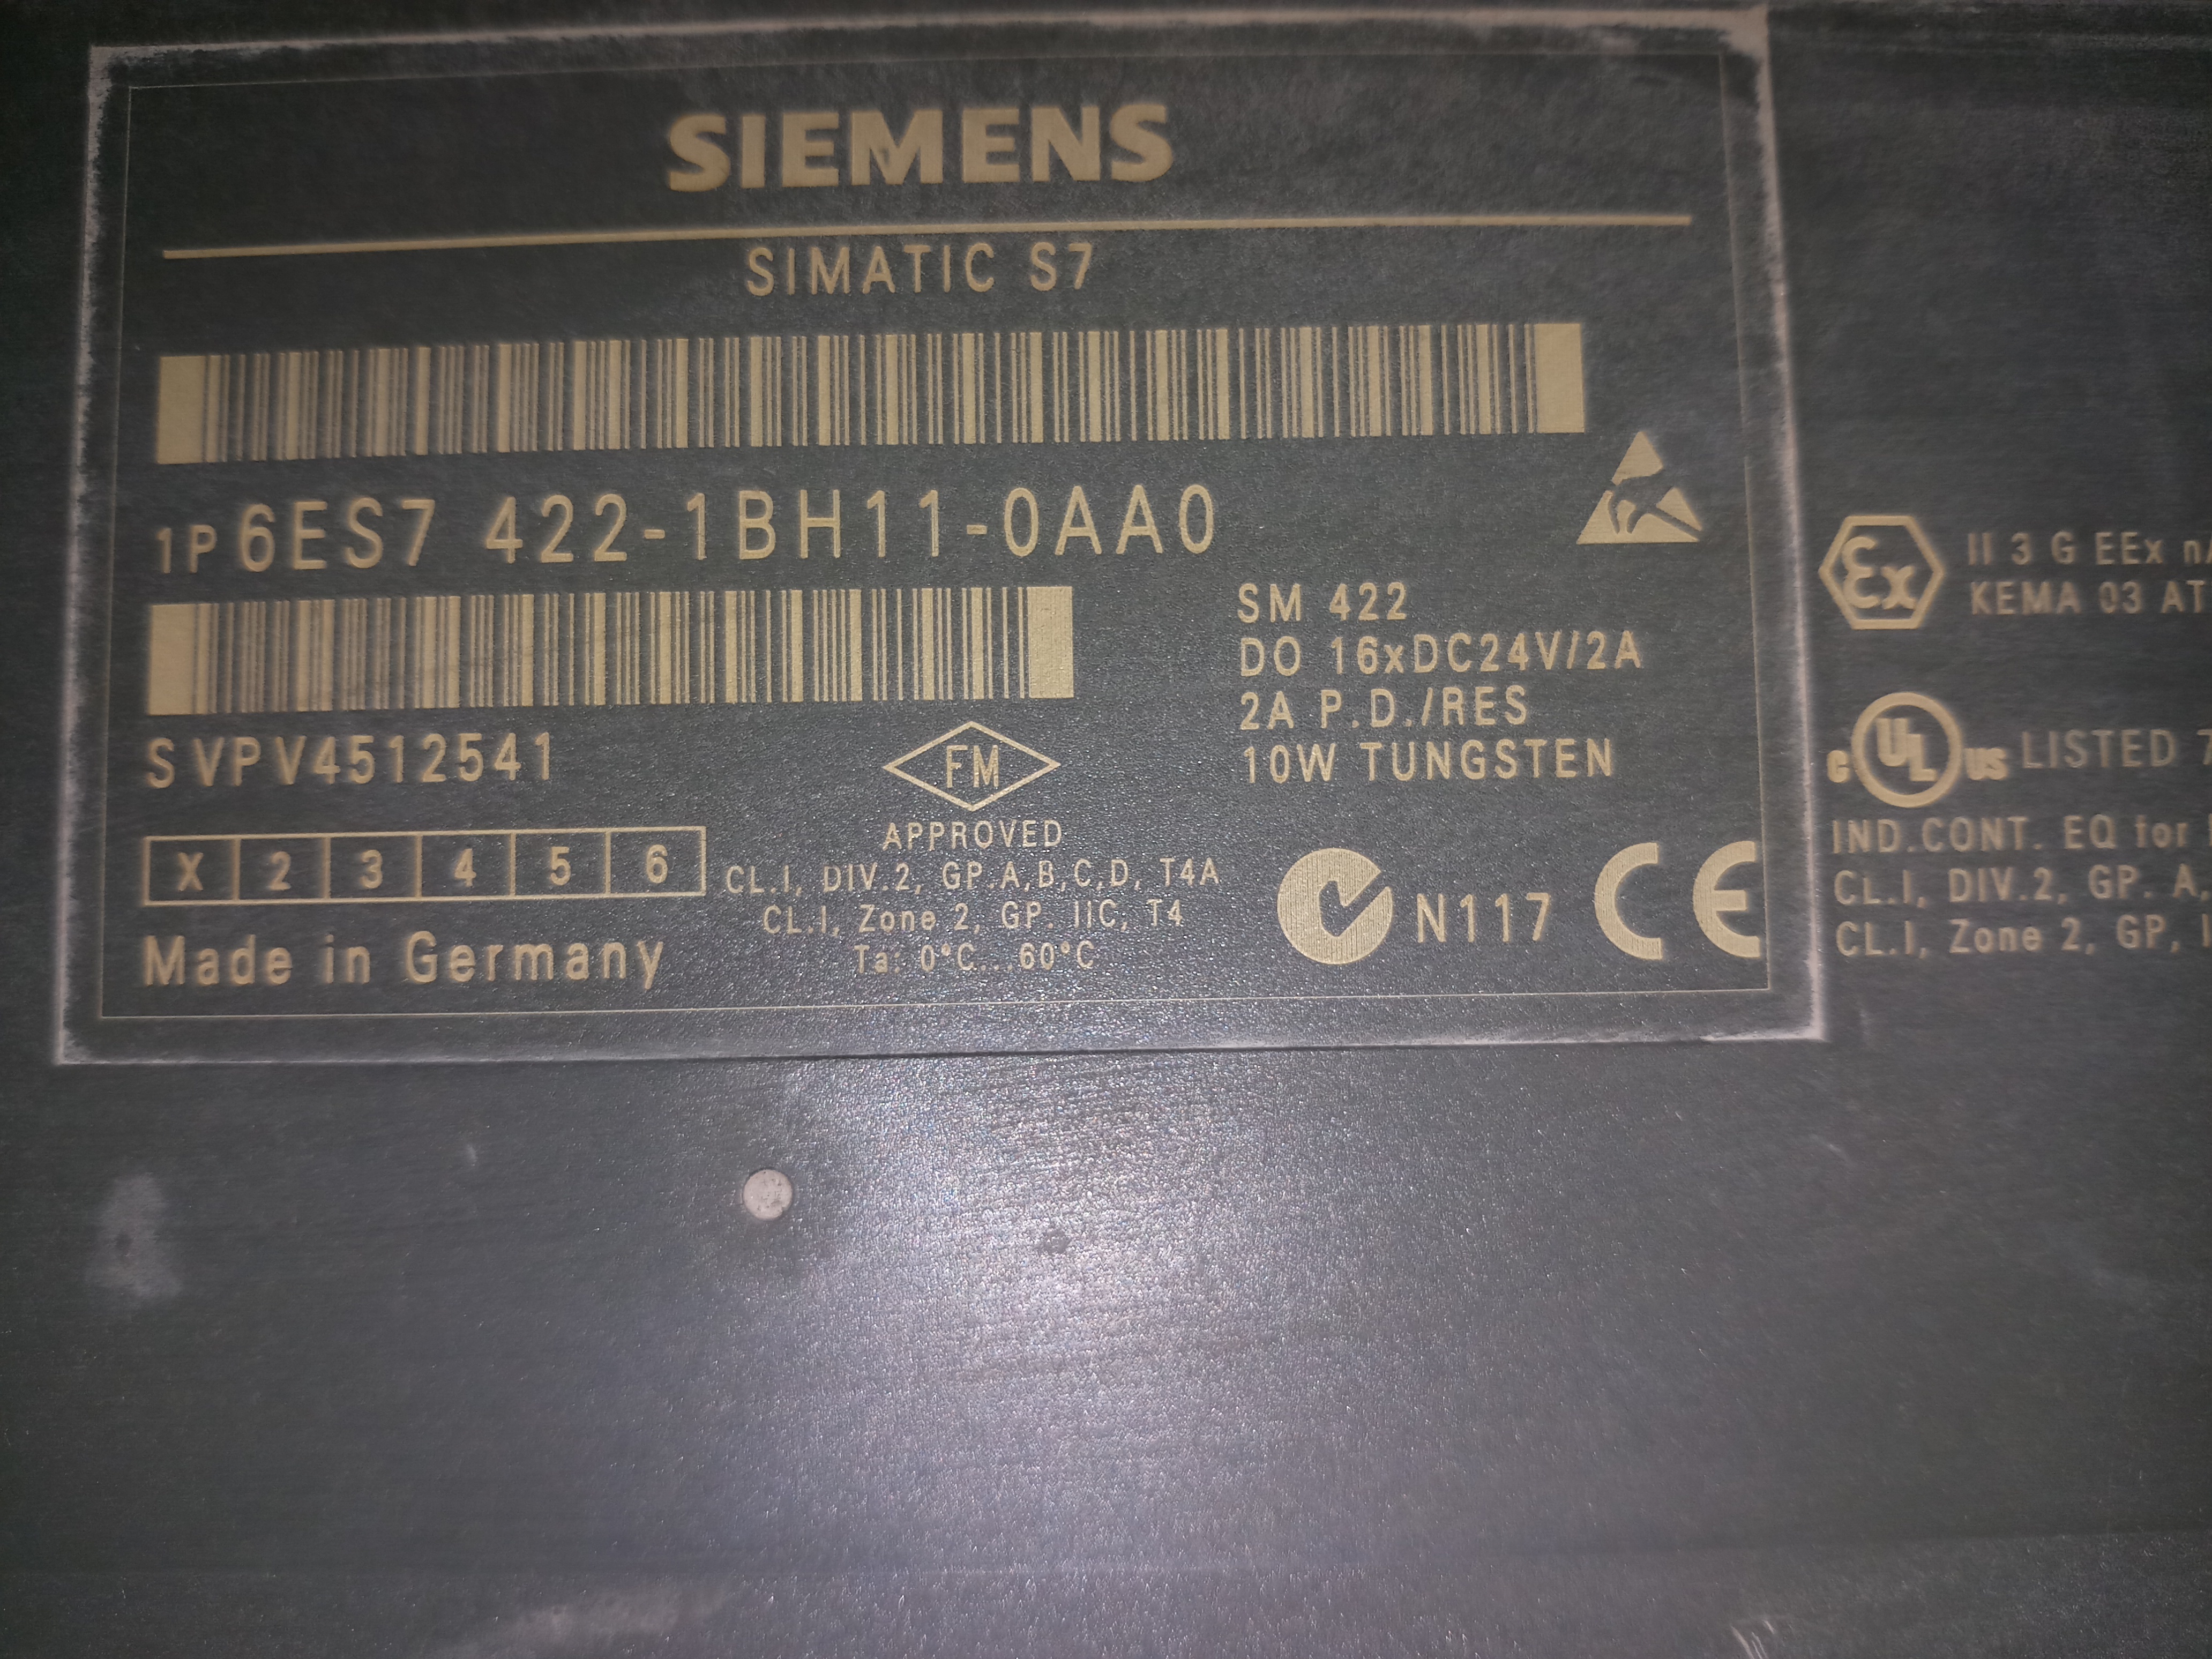 SIEMENS
SIMATIC S7
1P 6ES7 422-1BH11-0AA0
SM 422
DO 16xDC24V/2A
2A P.D./RES
10W TUNGSTEN
S VPV4512541
FM
APPROVED
CL.I, DIV.2, GP.A,B,C,D, T4A
CL.I, Zone 2, GP. IIC, T4
Ta: 0°C...60°C
X 2 3 4 5 6
Made in Germany
N117 CE
Ex II 3 G EEx
KEMA 03
c UL us LISTED
IND.CONT. EQ for
CL.I, DIV.2, GP. A,
CL.I, Zone 2, GP,